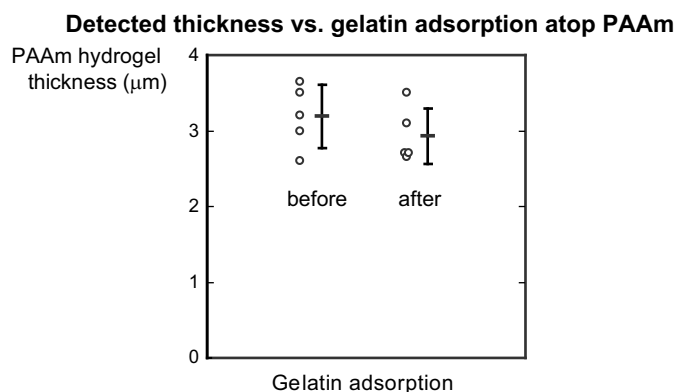 Detected thickness vs. gelatin adsorption atop PAAm
PAAm hydrogel
thickness (μm)
4
3
2
1
0
before
after
Gelatin adsorption